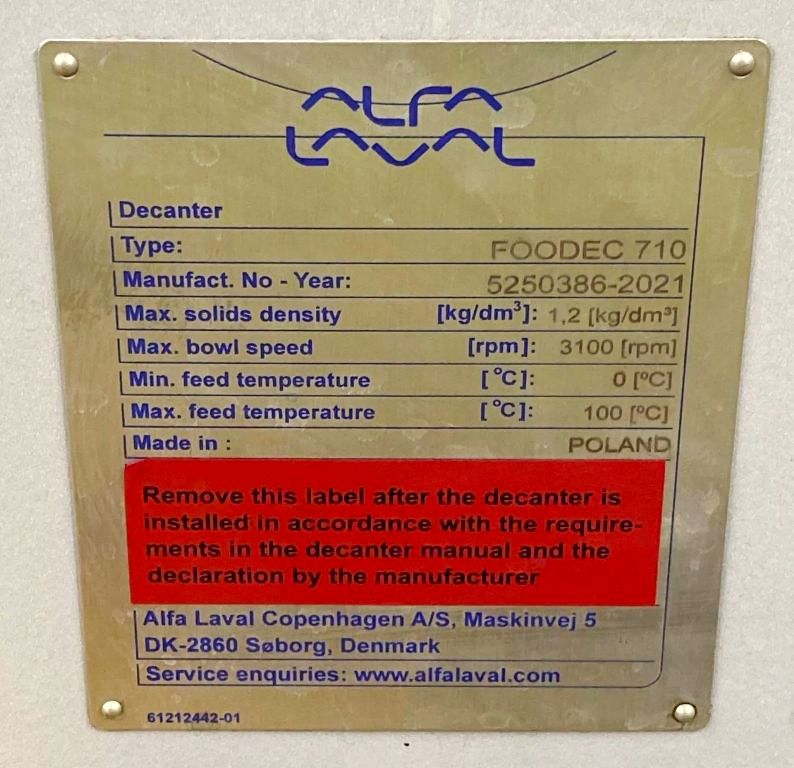 ALFA
LAVAL
Decanter
Type: FOODEC 710
Manufact. No - Year: 5250386-2021
Max. solids density [kg/dm³]: 1,2 [kg/dm³]
Max. bowl speed [rpm]: 3100 [rpm]
Min. feed temperature [°C]: 0 [ºC]
Max. feed temperature [°C]: 100 [ºC]
Made in : POLAND
Remove this label after the decanter is
installed in accordance with the require-
ments in the decanter manual and the
declaration by the manufacturer
Alfa Laval Copenhagen A/S, Maskinvej 5
DK-2860 Søborg, Denmark
Service enquiries: www.alfalaval.com
61212442-01